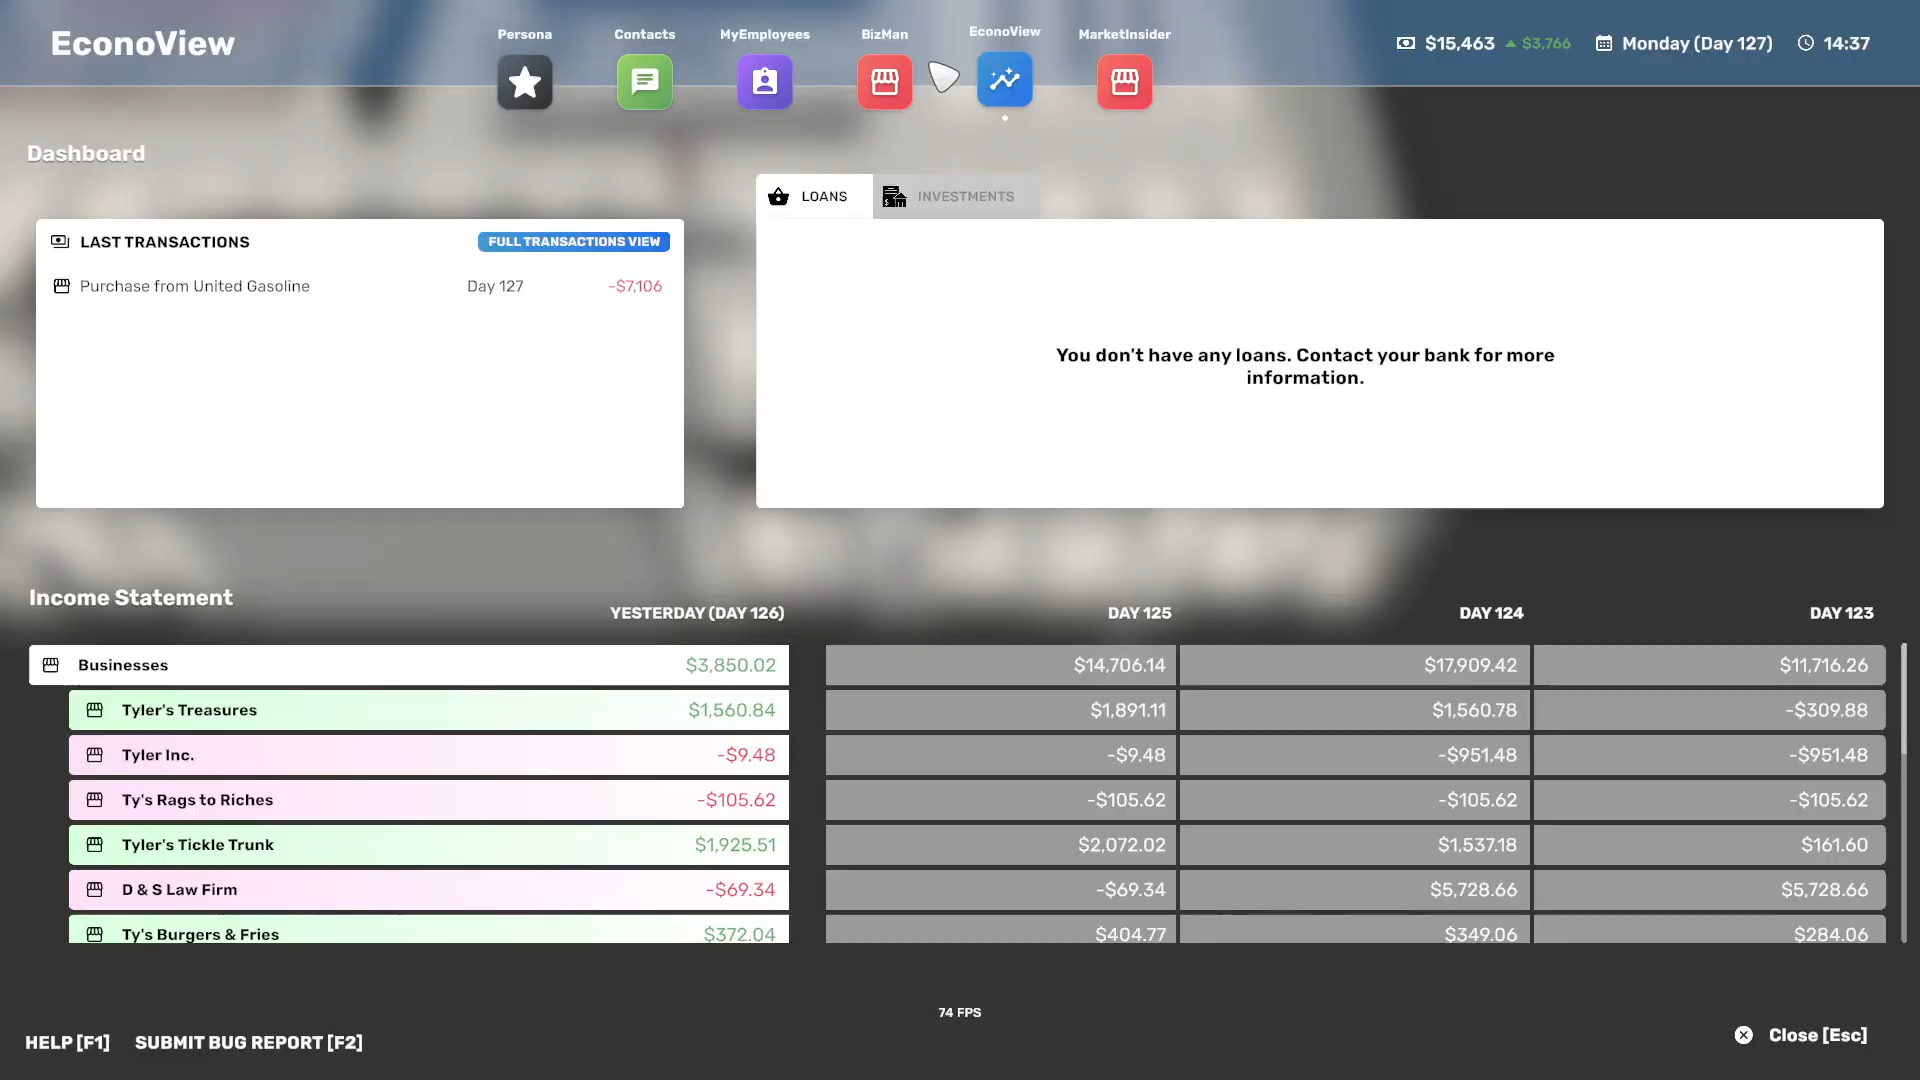 EconoView
Persona
Contacts
MyEmployees
BizMan
EconoView
MarketInsider
$15,463 $3,766 Monday (Day 127) 14:37
Dashboard
LOANS INVESTMENTS
LAST TRANSACTIONS FULL TRANSACTIONS VIEW
Purchase from United Gasoline Day 127 -$7,106
You don't have any loans. Contact your bank for more
information.
Income Statement YESTERDAY (DAY 126) DAY 125 DAY 124 DAY 123
Businesses $3,850.02 $14,706.14 $17,909.42 $11,716.26
Tyler's Treasures $1,560.84 $1,891.11 $1,560.78 -$309.88
Tyler Inc. -$9.48 -$9.48 -$951.48 -$951.48
Ty's Rags to Riches -$105.62 -$105.62 -$105.62 -$105.62
Tyler's Tickle Trunk $1,925.51 $2,072.02 $1,537.18 $161.60
D & S Law Firm -$69.34 -$69.34 $5,728.66 $5,728.66
Ty's Burgers & Fries $372.04 $404.77 $349.06 $284.06
74 FPS
HELP [F1] SUBMIT BUG REPORT [F2] Close [Esc]